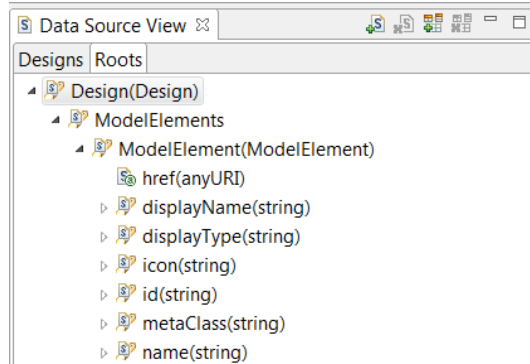 Data Source View
Designs Roots
Design(Design)
ModelElements
ModelElement(ModelElement)
href(anyURI)
displayName(string)
displayType(string)
icon(string)
id(string)
metaClass(string)
name(string)